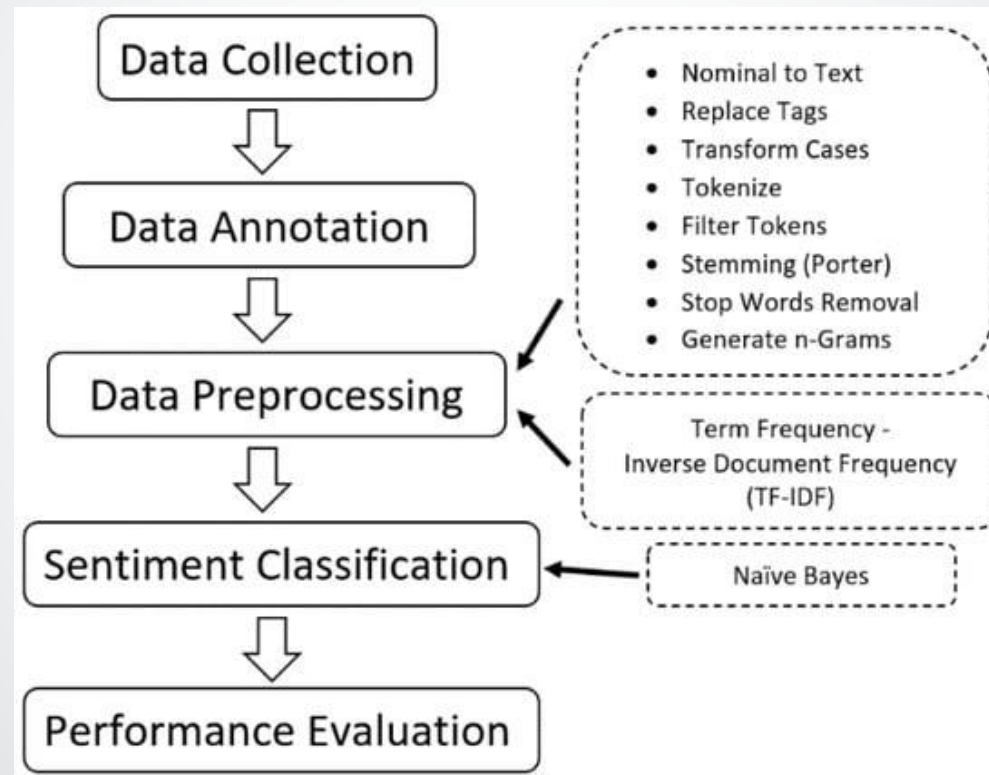 Data Collection
Data Annotation
Data Preprocessing
Sentiment Classification
Performance Evaluation
• Nominal to Text
• Replace Tags
• Transform Cases
• Tokenize
• Filter Tokens
• Stemming (Porter)
• Stop Words Removal
• Generate n-Grams
Term Frequency -
Inverse Document Frequency
(TF-IDF)
Naïve Bayes